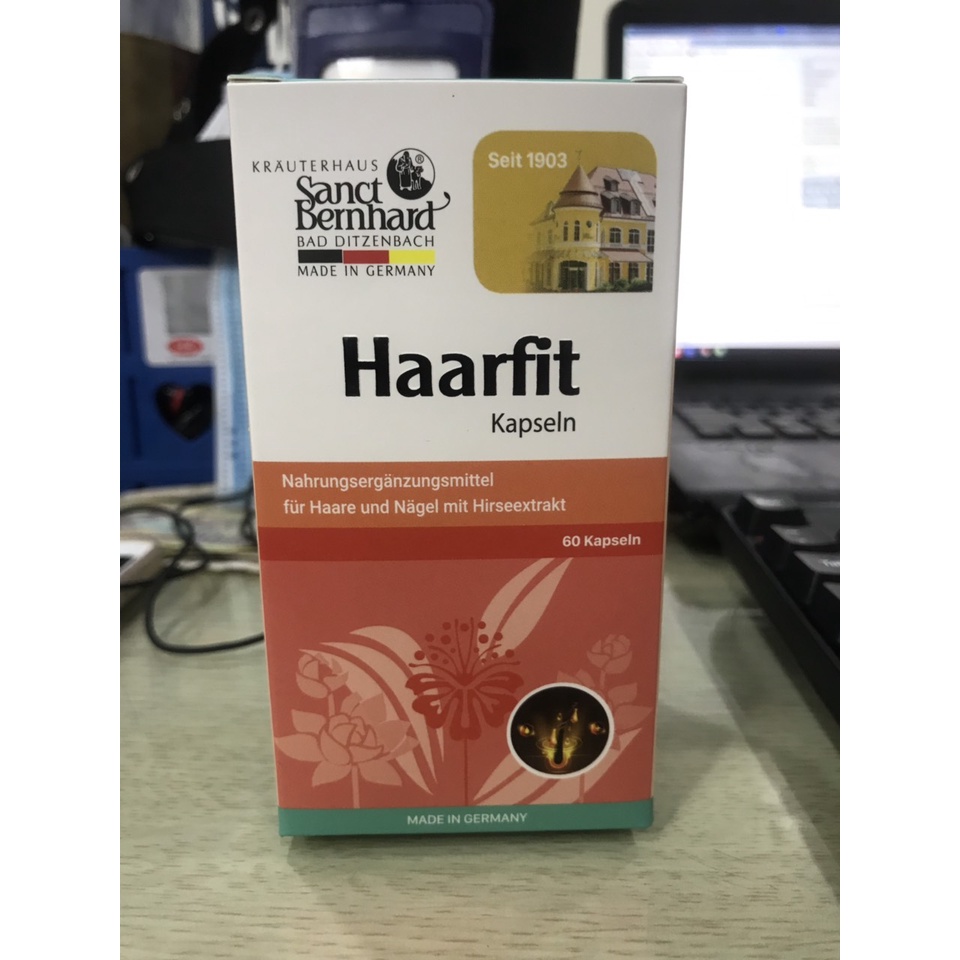 KRÄUTERHAUS
Sanct
Bernhard
®
BAD DITZENBACH
MADE IN GERMANY
Seit 1903
Haarfit
Kapseln
Nahrungsergänzungsmittel
für Haare und Nägel mit Hirseextrakt
60 Kapseln
MADE IN GERMANY